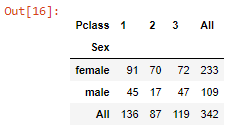 Out[16]:
Pclass 1 2 3 All
Sex
female 91 70 72 233
male 45 17 47 109
All 136 87 119 342